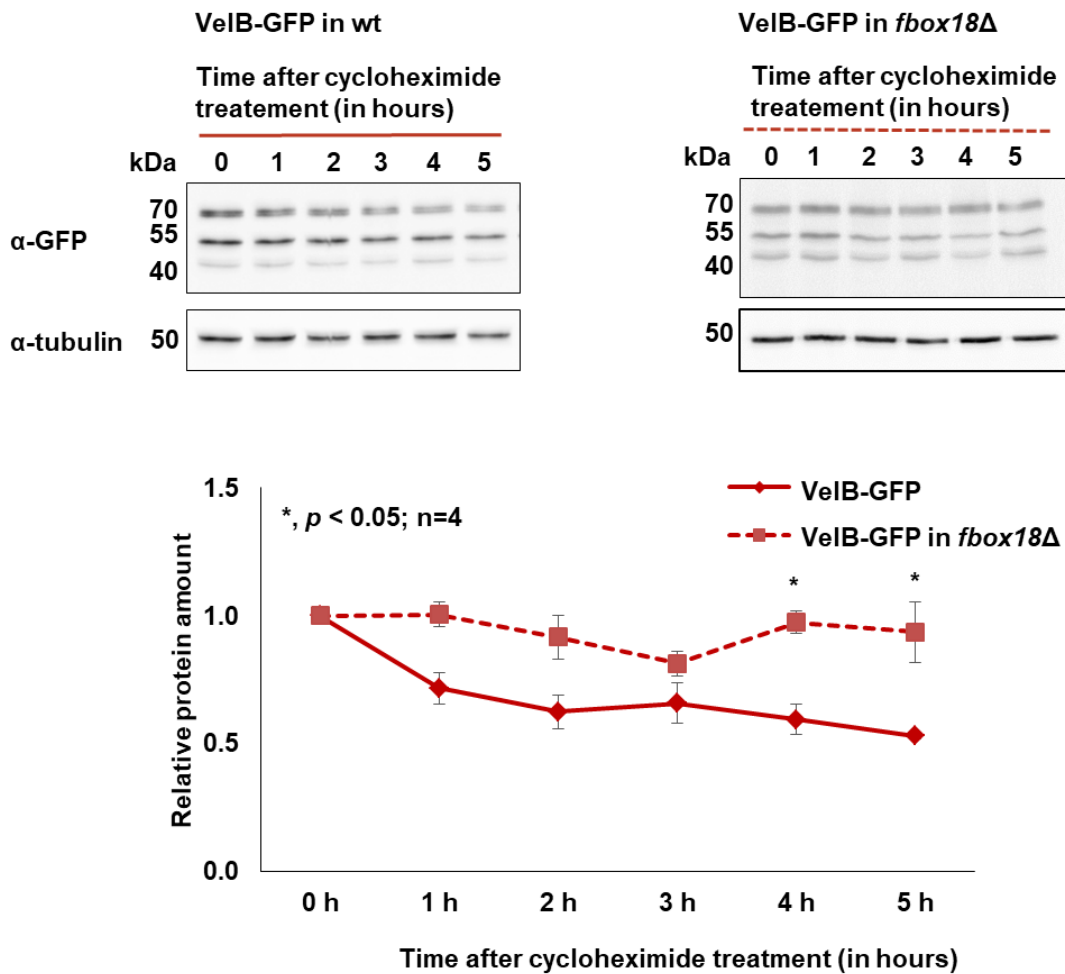 VelB-GFP in wt
Time after cycloheximide
treatement (in hours)
kDa 0 1 2 3 4 5
α-GFP
70
55
40
α-tubulin 50
VelB-GFP in fbox18Δ
Time after cycloheximide
treatement (in hours)
kDa 0 1 2 3 4 5
70
55
40
50
*, p < 0.05; n=4
VelB-GFP
VelB-GFP in fbox18Δ
* *
Relative protein amount
1.5
1.0
0.5
0.0
0 h 1 h 2 h 3 h 4 h 5 h
Time after cycloheximide treatment (in hours)